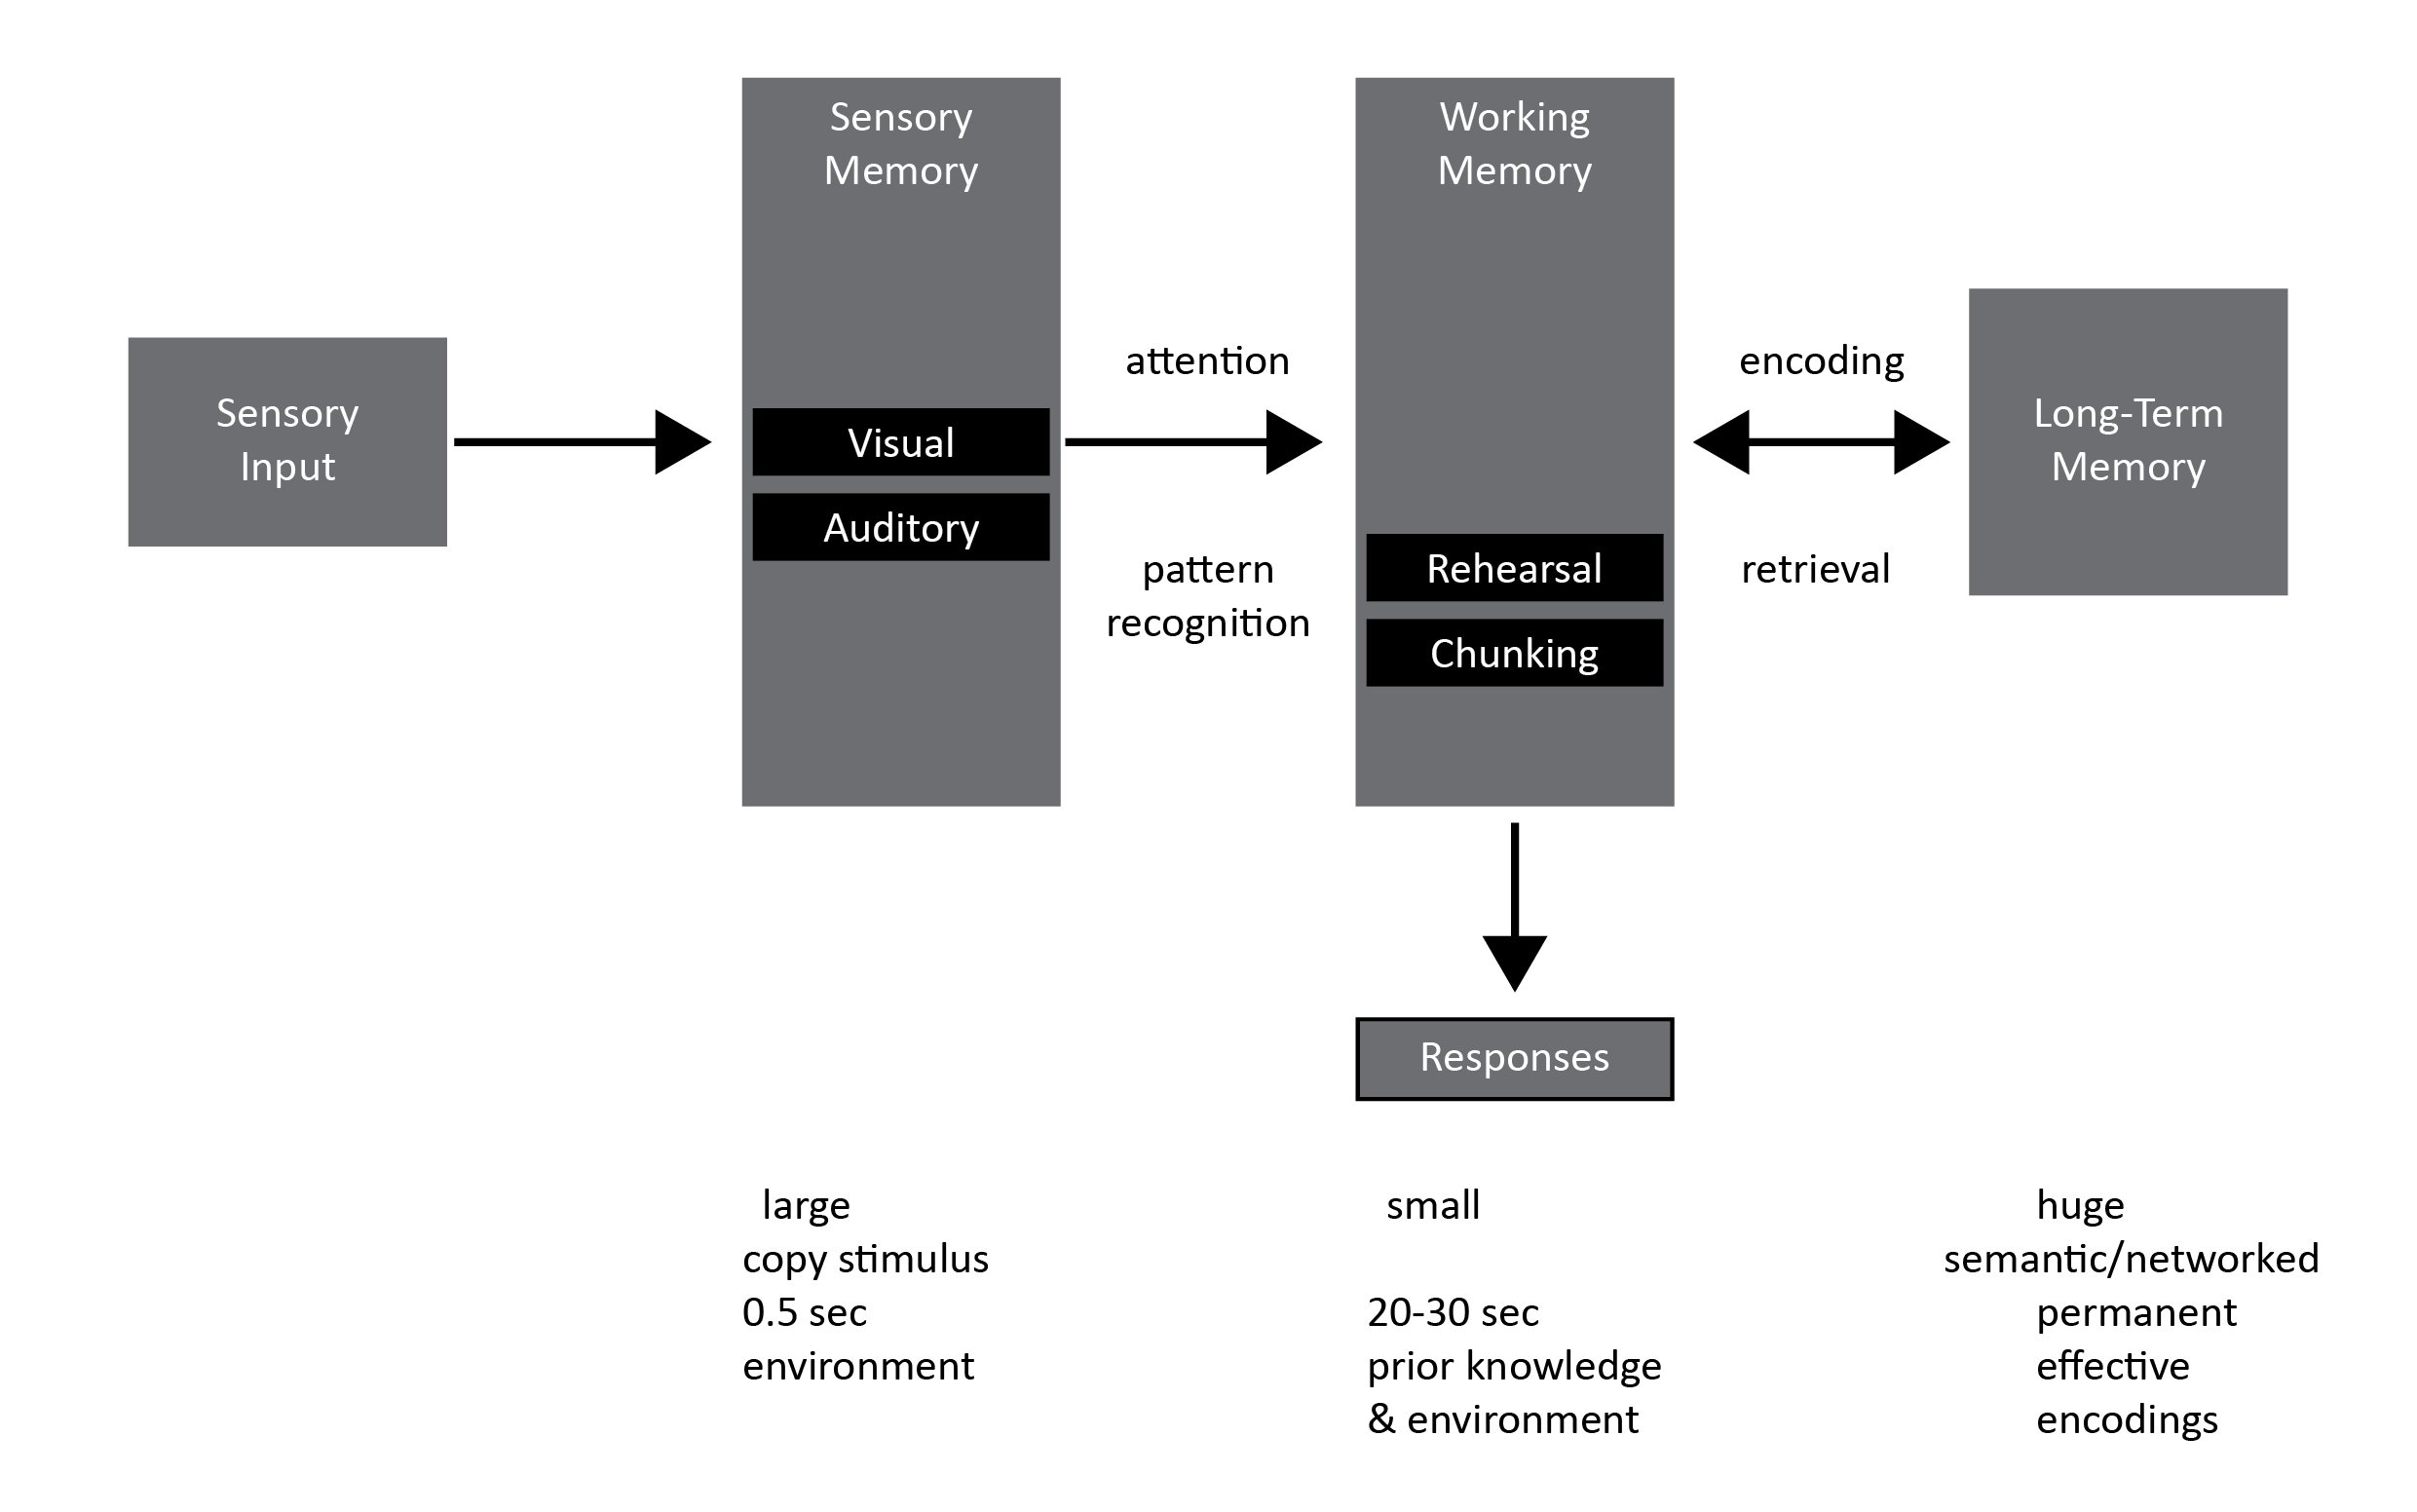 Sensory
Input
Sensory
Memory
Visual
Auditory
attention
pattern
recognition
Working
Memory
Rehearsal
Chunking
encoding
retrieval
Long-Term
Memory
Responses
large
copy stimulus
0.5 sec
environment
small
20-30 sec
prior knowledge
& environment
huge
semantic/networked
permanent
effective
encodings